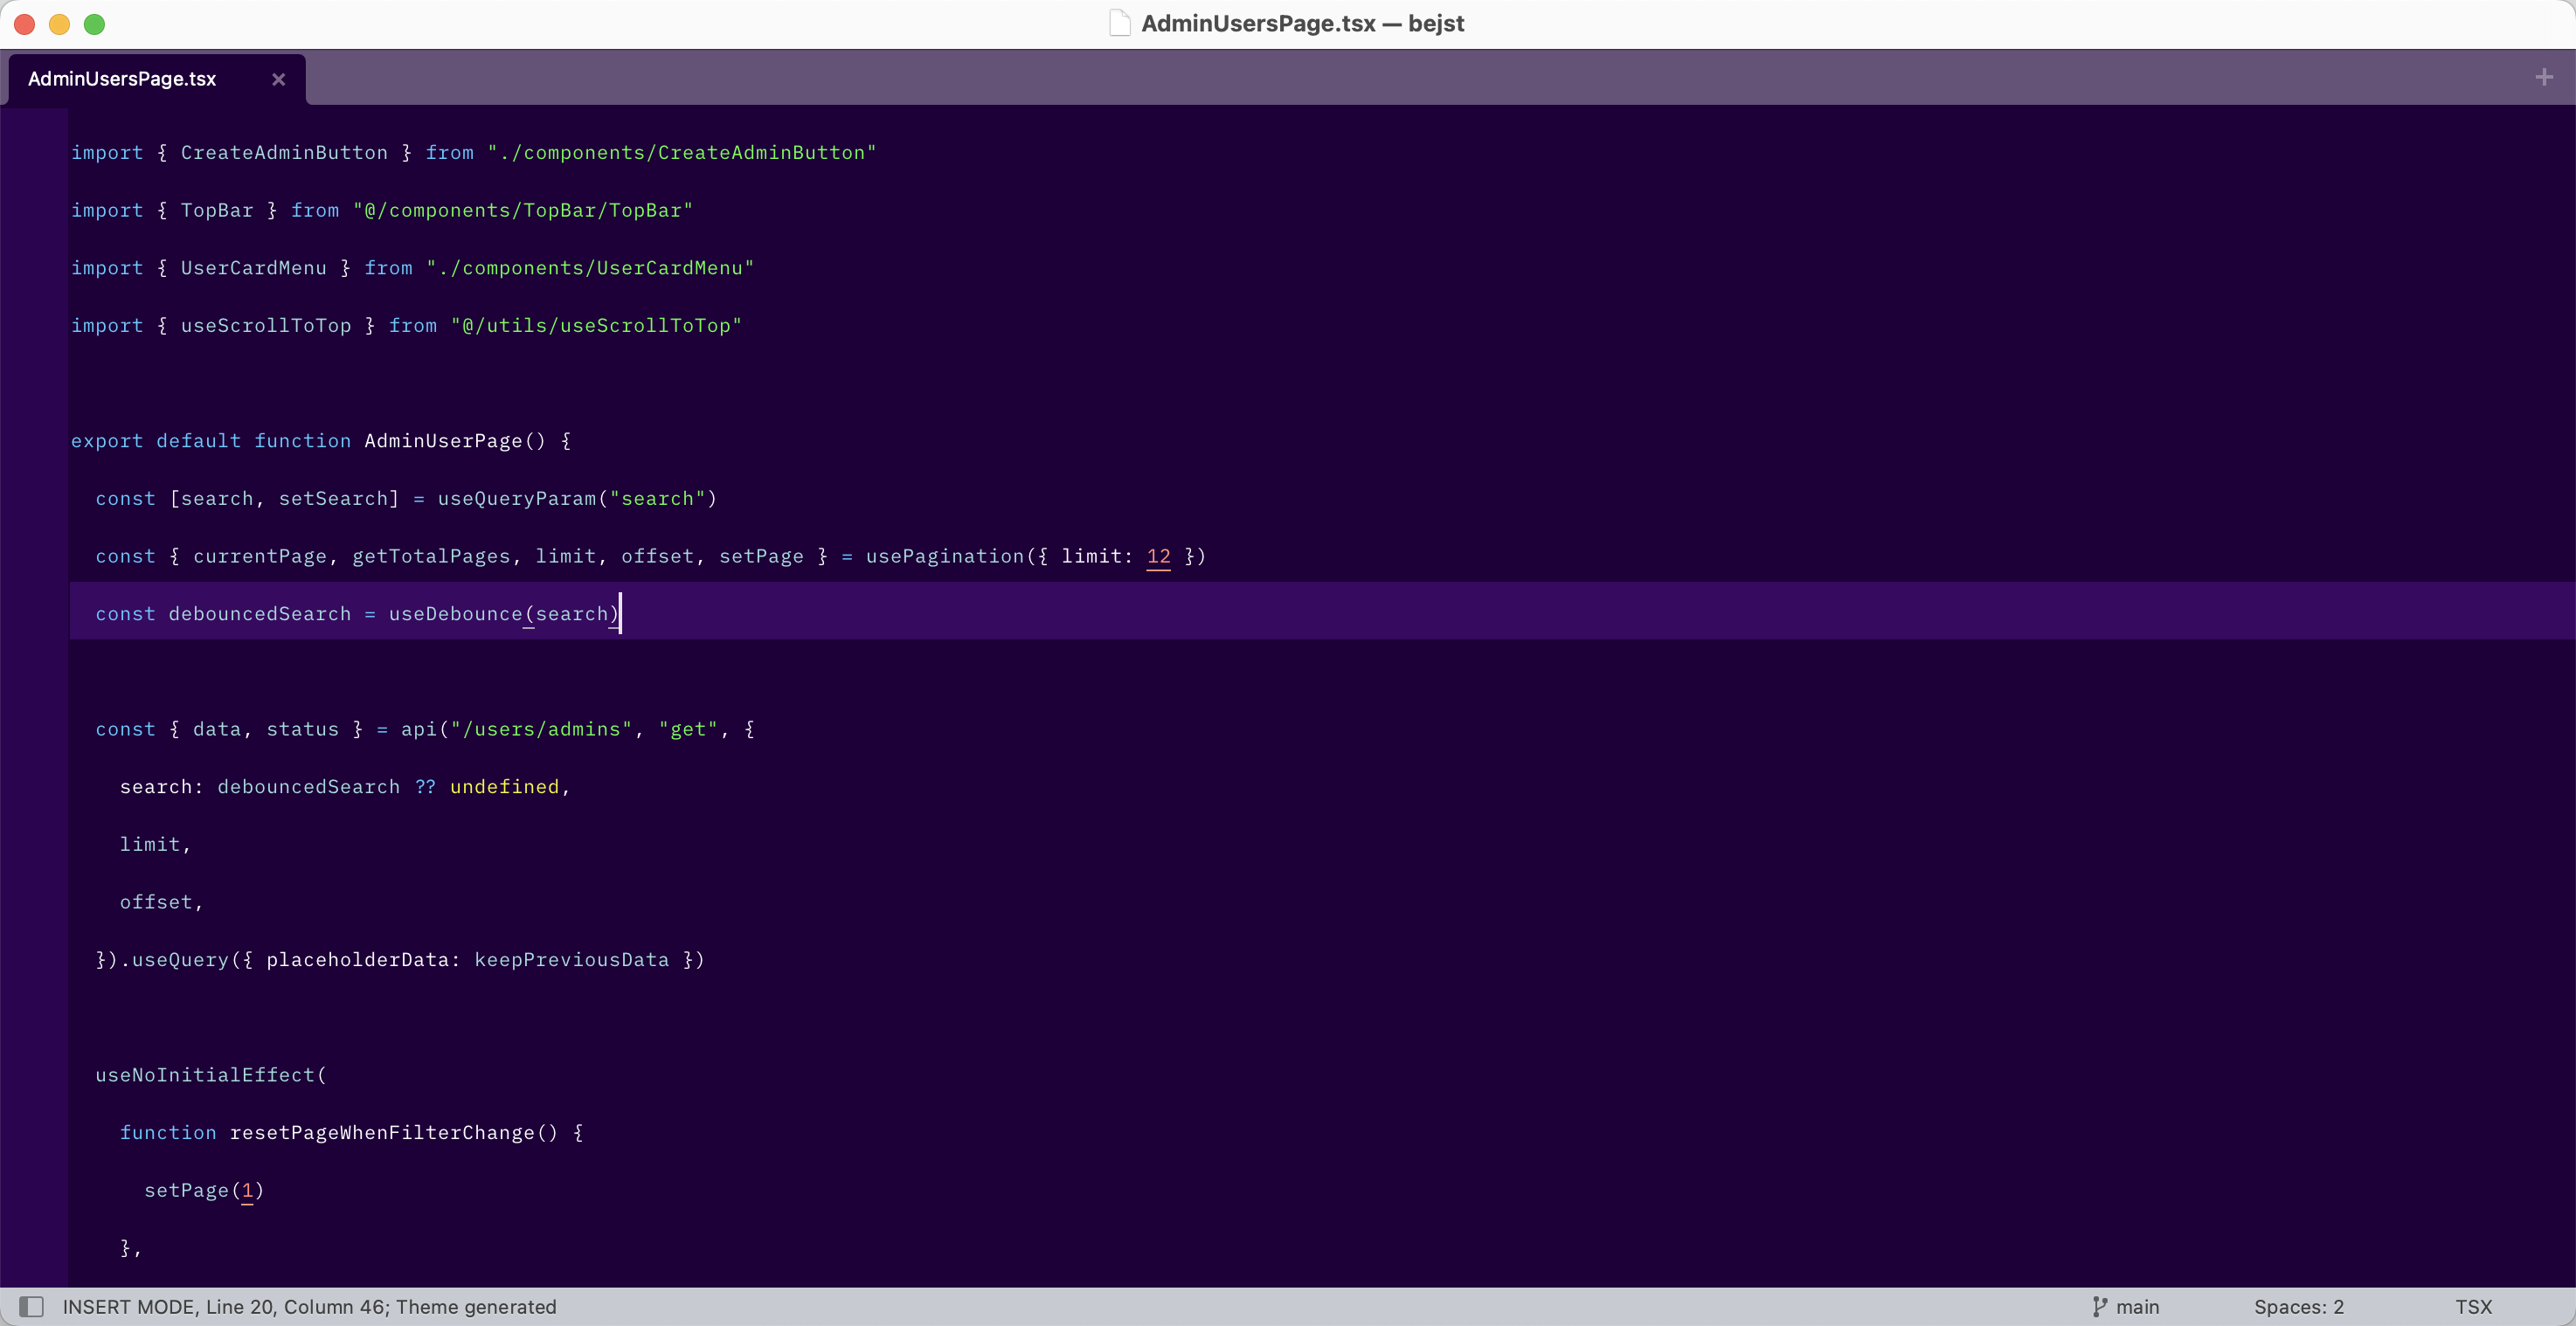 AdminUsersPage.tsx — bejst
AdminUsersPage.tsx
import { CreateAdminButton } from "./components/CreateAdminButton"
import { TopBar } from "@/components/TopBar/TopBar"
import { UserCardMenu } from "./components/UserCardMenu"
import { useScrollToTop } from "@/utils/useScrollToTop"
export default function AdminUserPage() {
  const [search, setSearch] = useQueryParam("search")
  const { currentPage, getTotalPages, limit, offset, setPage } = usePagination({ limit: 12 })
  const debouncedSearch = useDebounce(search)
  const { data, status } = api("/users/admins", "get", {
    search: debouncedSearch ?? undefined,
    limit,
    offset,
  }).useQuery({ placeholderData: keepPreviousData })
  useNoInitialEffect(
    function resetPageWhenFilterChange() {
      setPage(1)
    },
INSERT MODE, Line 20, Column 46; Theme generated
main
Spaces: 2
TSX